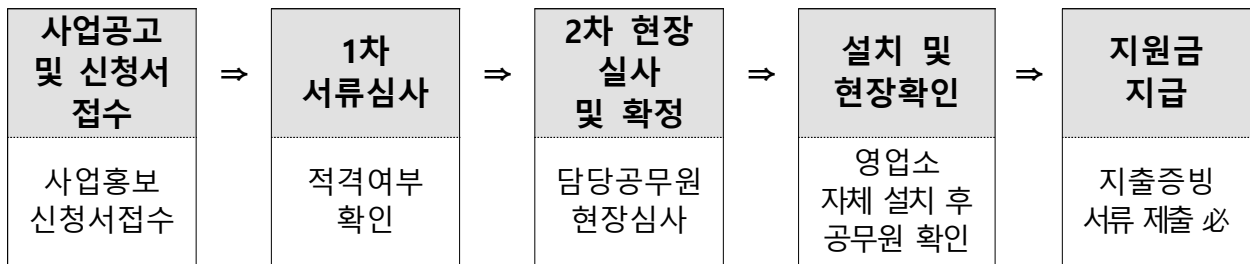 사업공고
및 신청서
접수
사업홍보
신청서접수
⇒
1차
서류심사
적격여부
확인
⇒
2차 현장
실사
및 확정
담당공무원
현장심사
⇒
설치 및
현장확인
영업소
자체 설치 후
공무원 확인
⇒
지원금
지급
지출증빙
서류 제출 必